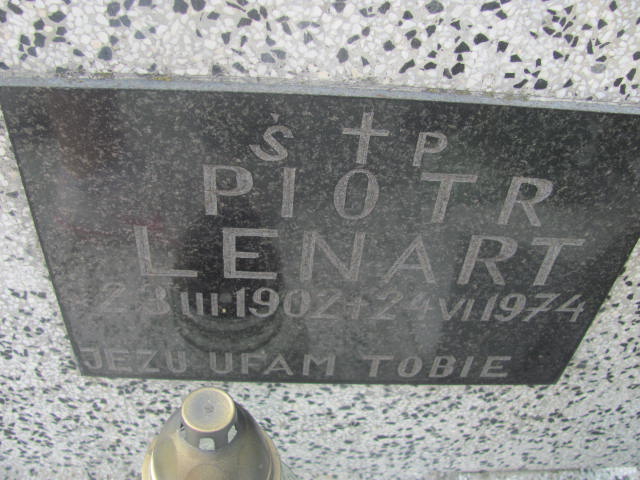 Ś P
PIOTR
LENART
23 III.1902 + 24 VI.1974
JEZU UFAM TOBIE